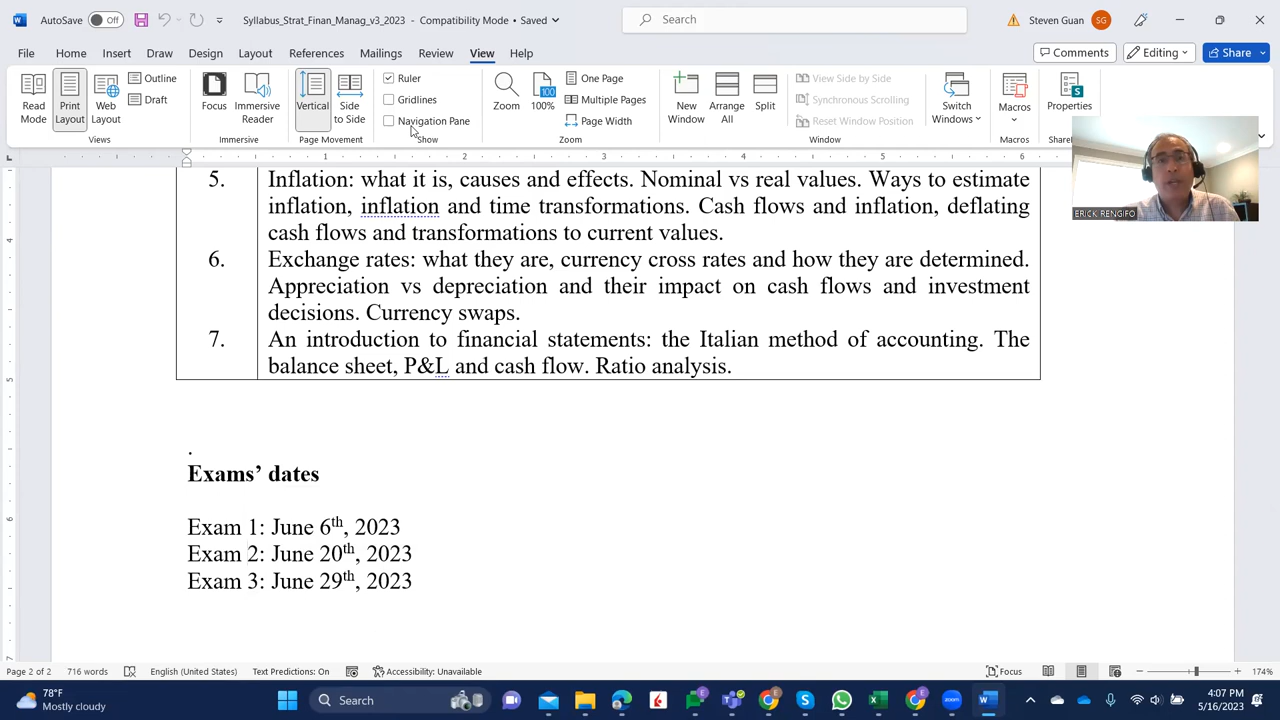 AutoSave Off Syllabus_Strat_Finan_Manag_v3_2023 - Compatibility Mode • Saved Search Steven Guan SG
File Home Insert Draw Design Layout References Mailings Review View Help Comments Editing Share
Read Mode
Print Layout
Web Layout
Outline
Draft
Views
Focus
Immersive Reader
Immersive
Vertical
Side to Side
Page Movement
Ruler
Gridlines
Navigation Pane
Show
Zoom
100
100%
One Page
Multiple Pages
Page Width
Zoom
New Window
Arrange All
Split
View Side by Side
Synchronous Scrolling
Reset Window Position
Switch Windows
Window
Macros
Macros
Properties
ERICK RENGIFO
1 2 3 4 5 6
5. Inflation: what it is, causes and effects. Nominal vs real values. Ways to estimate
inflation, inflation and time transformations. Cash flows and inflation, deflating
cash flows and transformations to current values.
6. Exchange rates: what they are, currency cross rates and how they are determined.
Appreciation vs depreciation and their impact on cash flows and investment
decisions. Currency swaps.
7. An introduction to financial statements: the Italian method of accounting. The
balance sheet, P&L and cash flow. Ratio analysis.
.
Exams’ dates
Exam 1: June 6th, 2023
Exam 2: June 20th, 2023
Exam 3: June 29th, 2023
Page 2 of 2 716 words English (United States) Text Predictions: On Accessibility: Unavailable Focus 174%
78°F
Mostly cloudy
Search
4:07 PM
5/16/2023